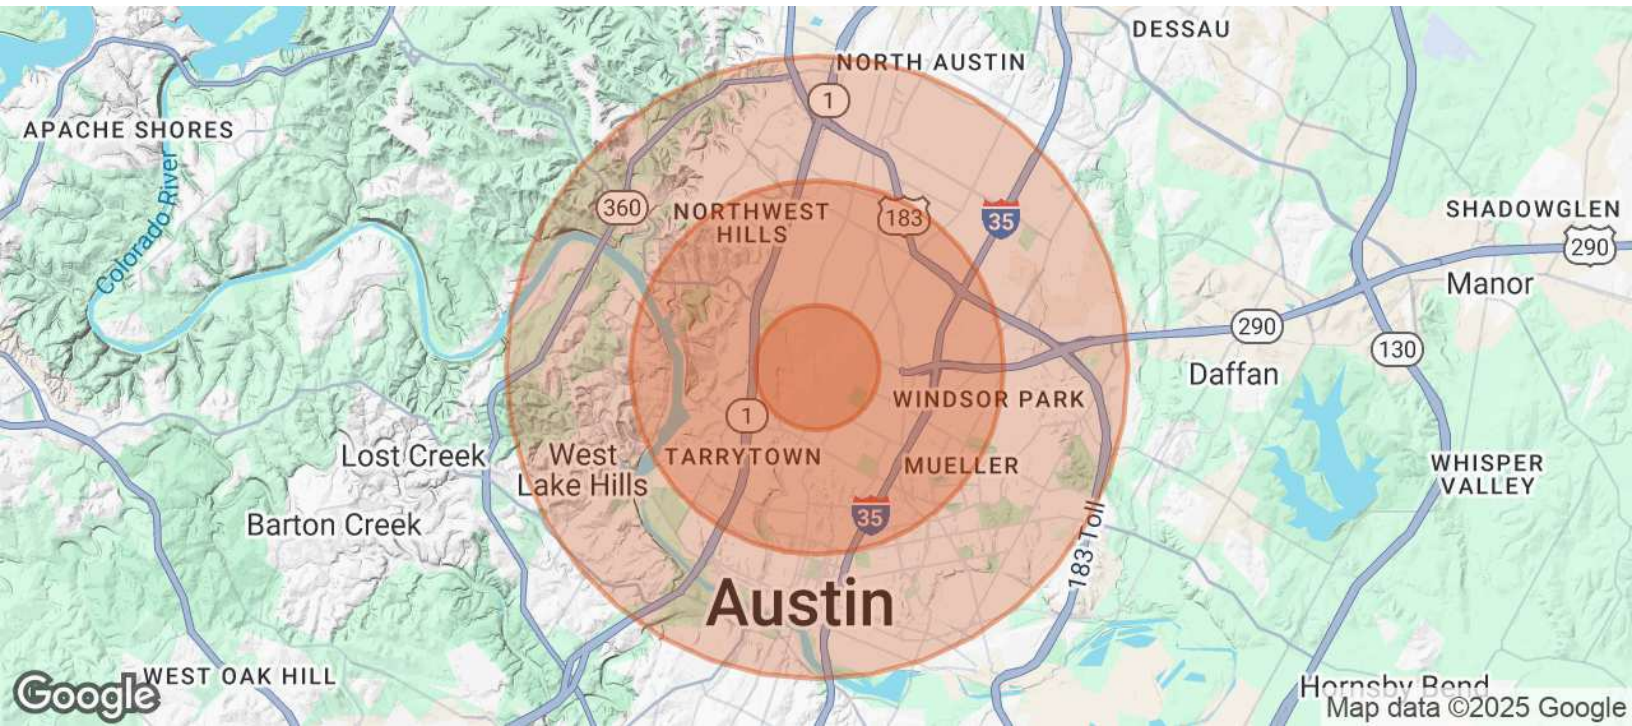 DESSAU
NORTH AUSTIN
1
APACHE SHORES
Colorado River
360
NORTHWEST
HILLS
183
35
SHADOWGLEN
290
Manor
290
130
Daffan
WINDSOR PARK
1
Lost Creek
West
Lake Hills
TARRYTOWN
MUELLER
WHISPER
VALLEY
Barton Creek
35
183 Toll
Austin
WEST OAK HILL
Google
Hornsby Bend
Map data ©2025 Google